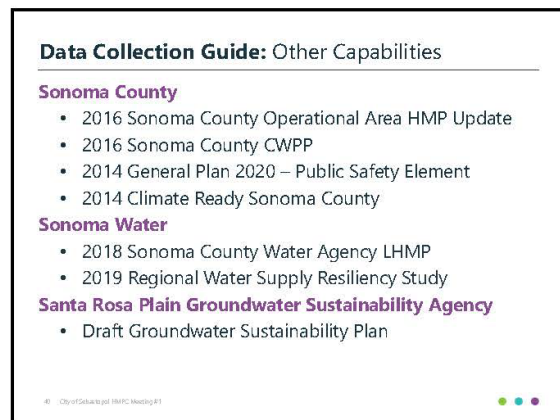 Data Collection Guide: Other Capabilities
Sonoma County
• 2016 Sonoma County Operational Area HMP Update
• 2016 Sonoma County CWPP
• 2014 General Plan 2020 – Public Safety Element
• 2014 Climate Ready Sonoma County
Sonoma Water
• 2018 Sonoma County Water Agency LHMP
• 2019 Regional Water Supply Resiliency Study
Santa Rosa Plain Groundwater Sustainability Agency
• Draft Groundwater Sustainability Plan
City of Sebastopol HMPC Meeting #1